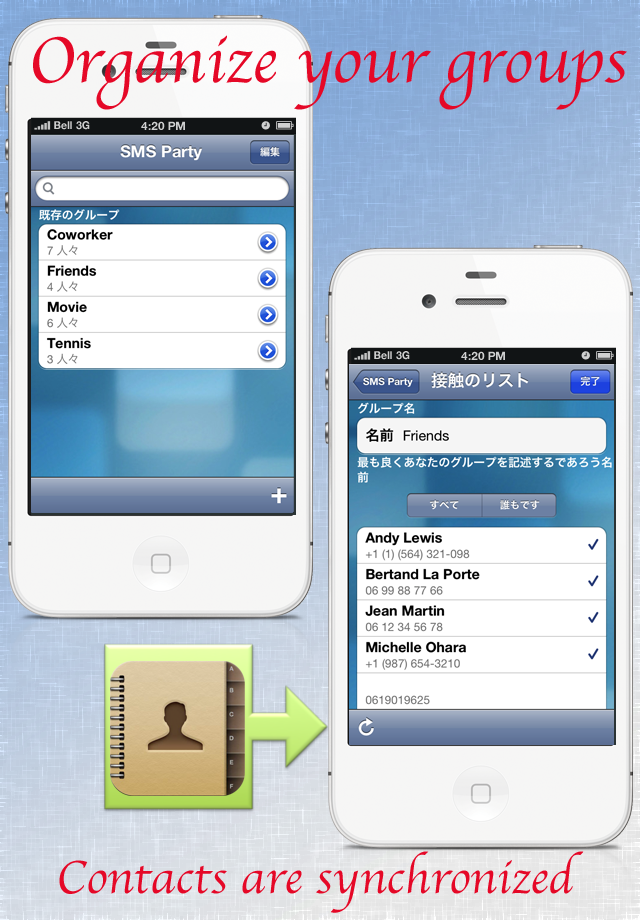 Organize your groups
Bell 3G 4:20 PM
SMS Party 編集
既存のグループ
Coworker
7 人々
Friends
4 人々
Movie
6 人々
Tennis
3 人々
+
Bell 3G 4:20 PM
SMS Party 接触のリスト 完了
グループ名
名前 Friends
最も良くあなたのグループを記述するであろう名
前
すべて 誰もです
Andy Lewis
+1 (1) (564) 321-098
Bertand La Porte
06 99 88 77 66
Jean Martin
06 12 34 56 78
Michelle Ohara
+1 (987) 654-3210
0619019625
A
B
C
D
E
F
Contacts are synchronized